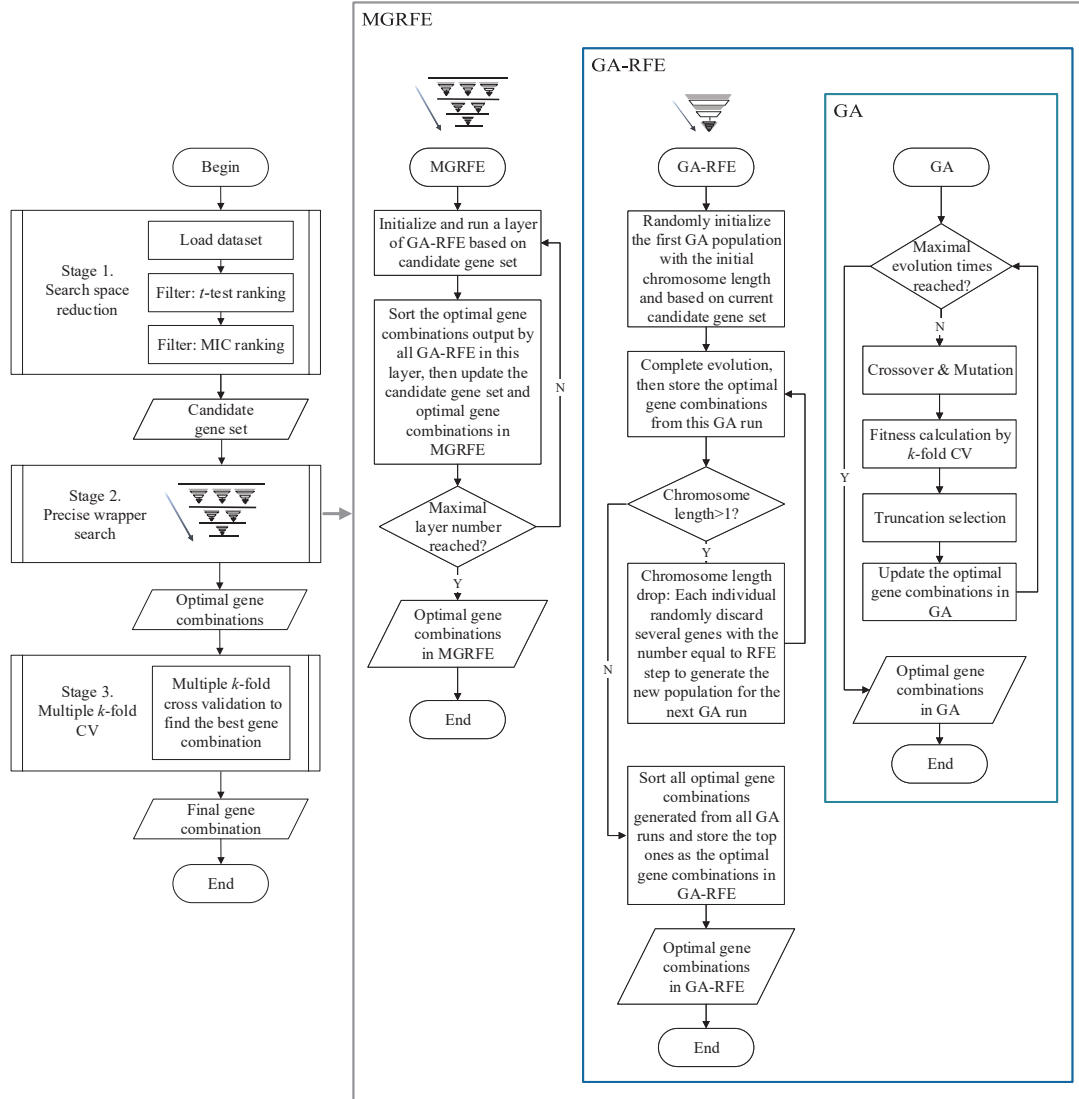 MGRFE
GA-RFE
GA
Begin
Stage 1.
Search space
reduction
Load dataset
Filter: t-test ranking
Filter: MIC ranking
Candidate
gene set
Stage 2.
Precise wrapper
search
Optimal gene
combinations
Stage 3.
Multiple k-fold
CV
Multiple k-fold
cross validation to
find the best gene
combination
Final gene
combination
End
MGRFE
Initialize and run a layer
of GA-RFE based on
candidate gene set
Sort the optimal gene
combinations output by
all GA-RFE in this
layer, then update the
candidate gene set and
optimal gene
combinations in
MGRFE
N
Maximal
layer number
reached?
Y
Optimal gene
combinations
in MGRFE
End
GA-RFE
Randomly initialize
the first GA population
with the initial
chromosome length
and based on current
candidate gene set
Complete evolution,
then store the optimal
gene combinations
from this GA run
Chromosome
length>1?
Y
Chromosome length
drop: Each individual
randomly discard
several genes with the
number equal to RFE
step to generate the
new population for the
next GA run
N
Sort all optimal gene
combinations
generated from all GA
runs and store the top
ones as the optimal
gene combinations in
GA-RFE
Optimal gene
combinations
in GA-RFE
End
GA
Maximal
evolution times
reached?
N
Crossover & Mutation
Fitness calculation by
k-fold CV
Y
Truncation selection
Update the optimal
gene combinations in
GA
Optimal gene
combinations
in GA
End